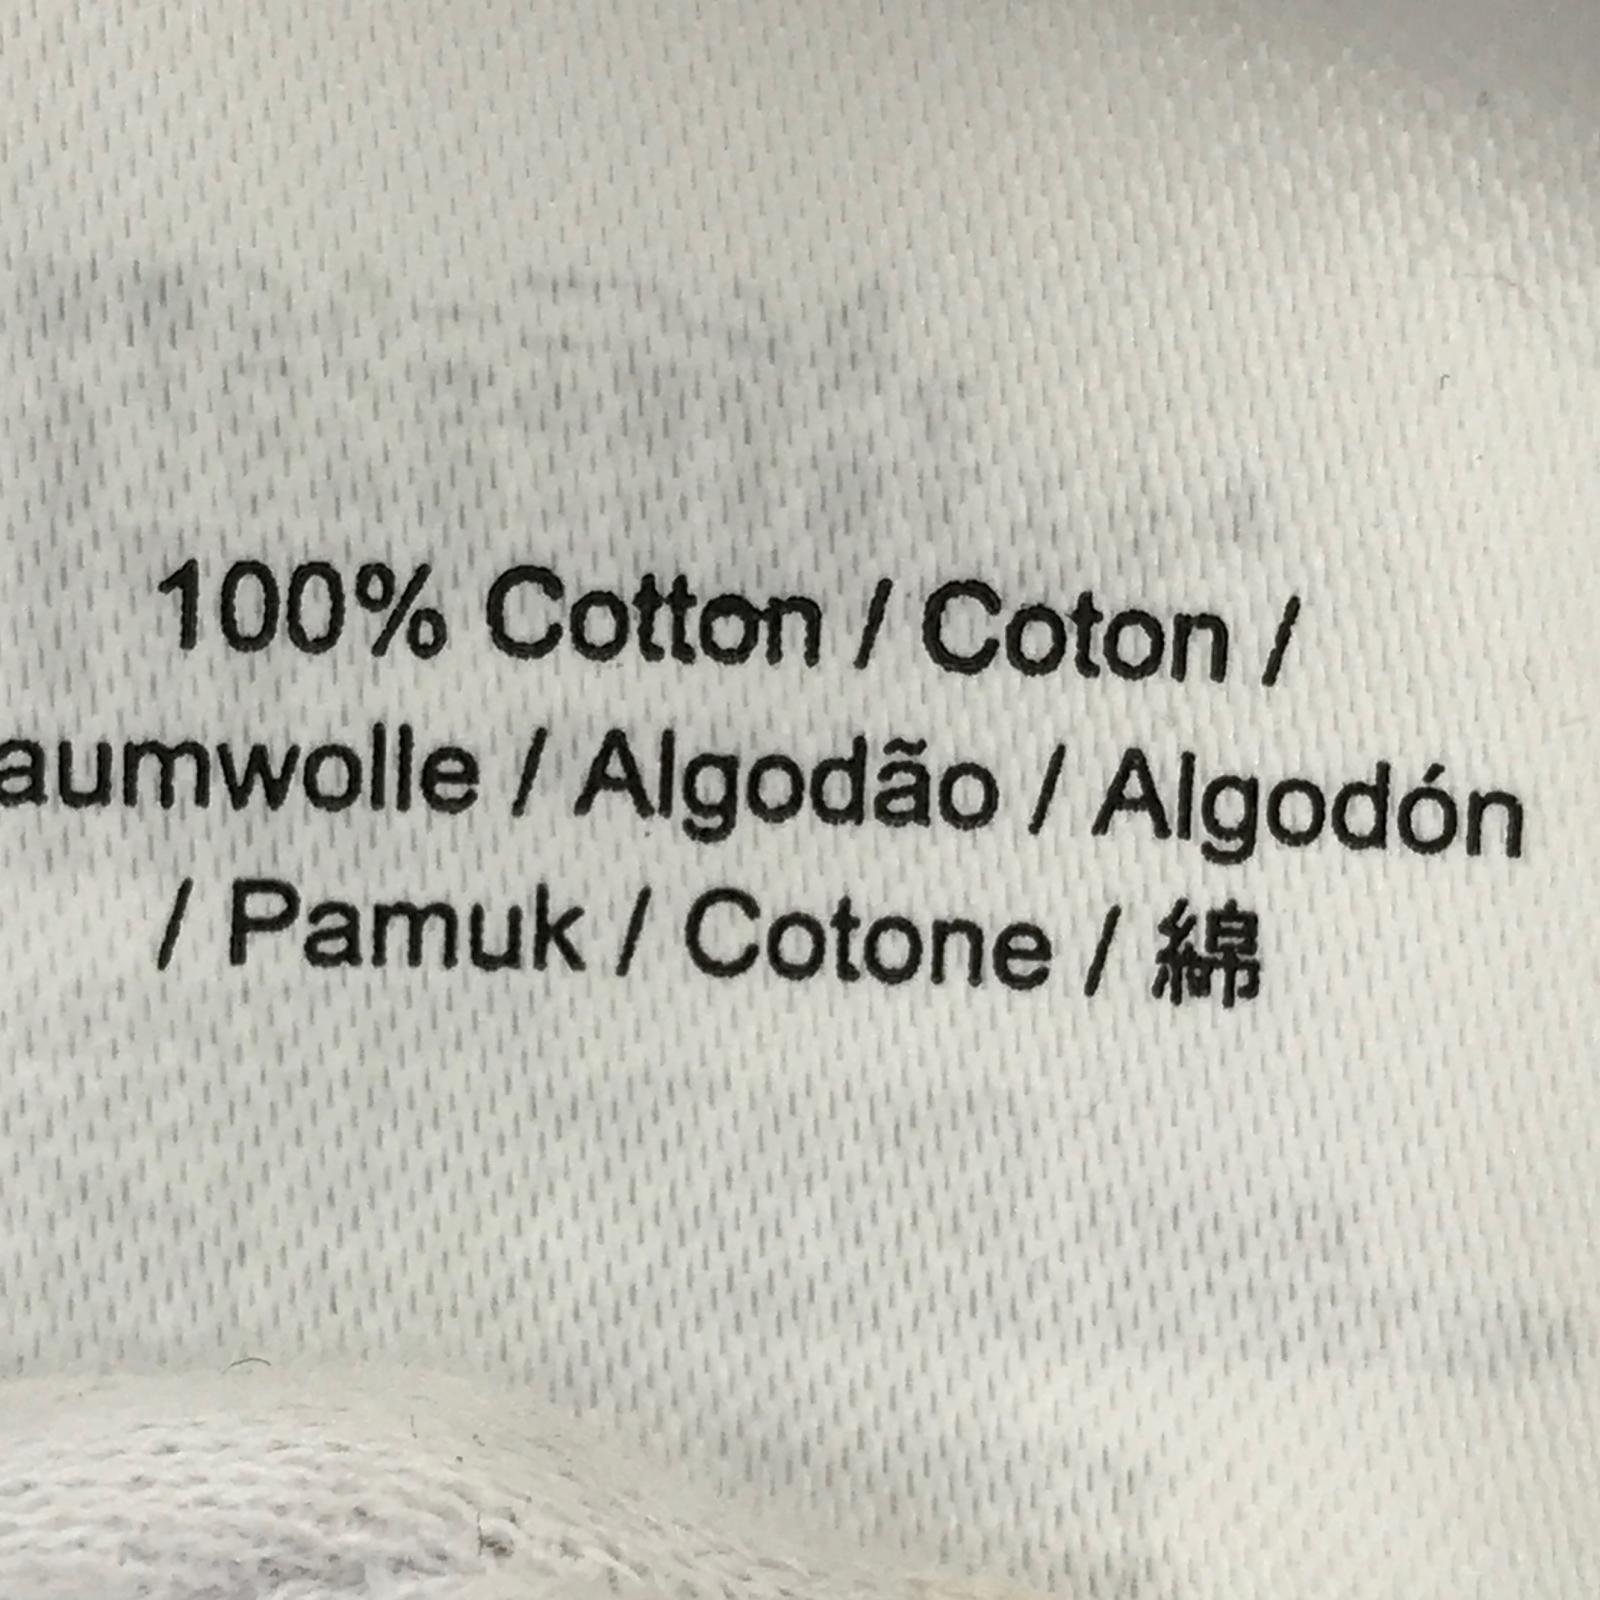 100% Cotton / Coton /
aumwolle / Algodão / Algodón
/ Pamuk / Cotone / 綿